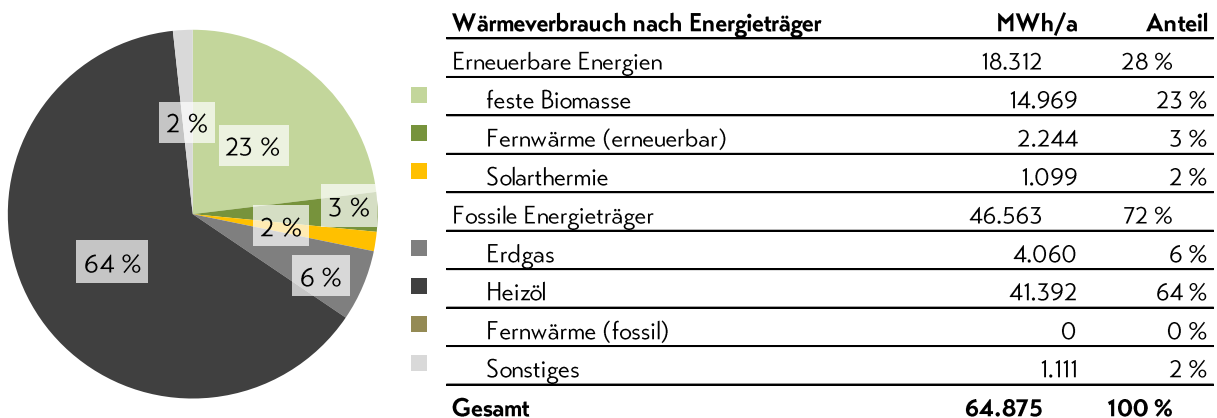 2 %
23 %
3 %
2 %
64 %
6 %
Wärmeverbrauch nach Energieträger MWh/a Anteil
Erneuerbare Energien 18.312 28 %
feste Biomasse 14.969 23 %
Fernwärme (erneuerbar) 2.244 3 %
Solarthermie 1.099 2 %
Fossile Energieträger 46.563 72 %
Erdgas 4.060 6 %
Heizöl 41.392 64 %
Fernwärme (fossil) 0 0 %
Sonstiges 1.111 2 %
Gesamt 64.875 100 %